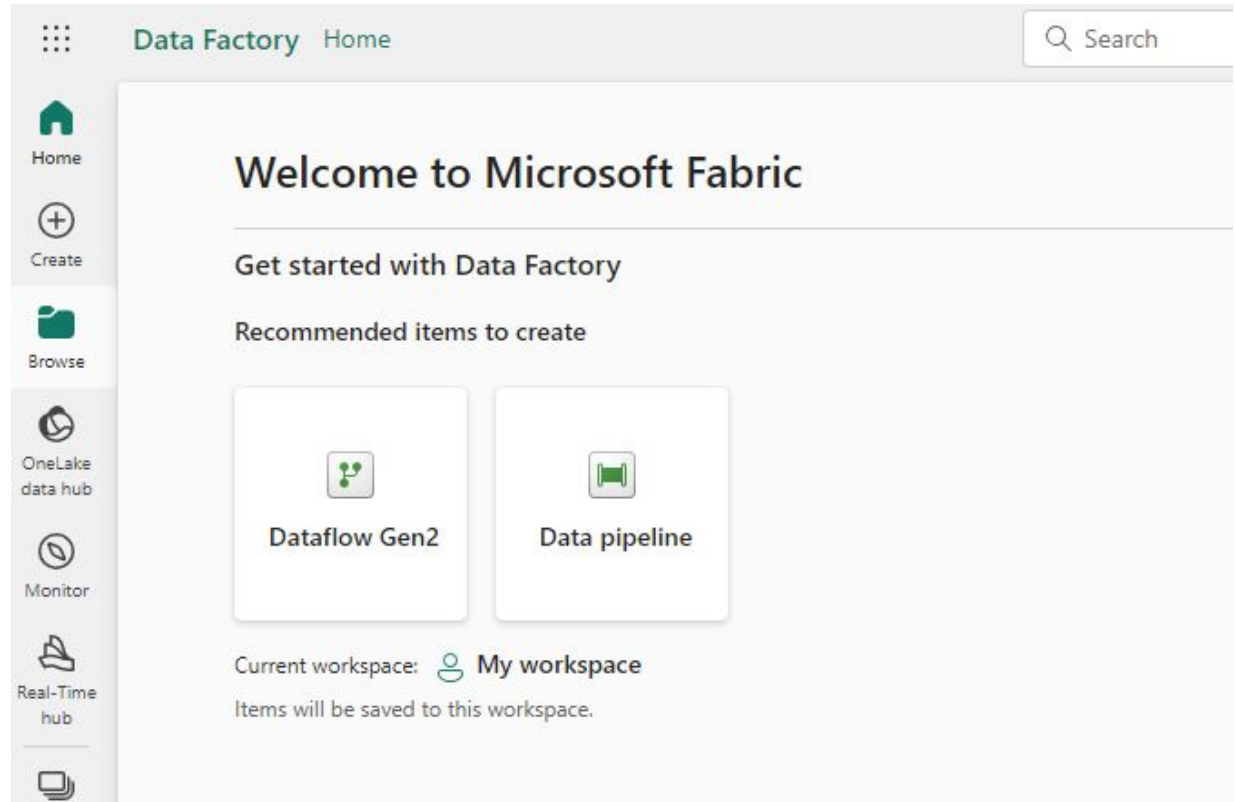 Data Factory Home
Search
Home
Create
Browse
OneLake
data hub
Monitor
Real-Time
hub
Welcome to Microsoft Fabric
Get started with Data Factory
Recommended items to create
Dataflow Gen2
Data pipeline
Current workspace: My workspace
Items will be saved to this workspace.